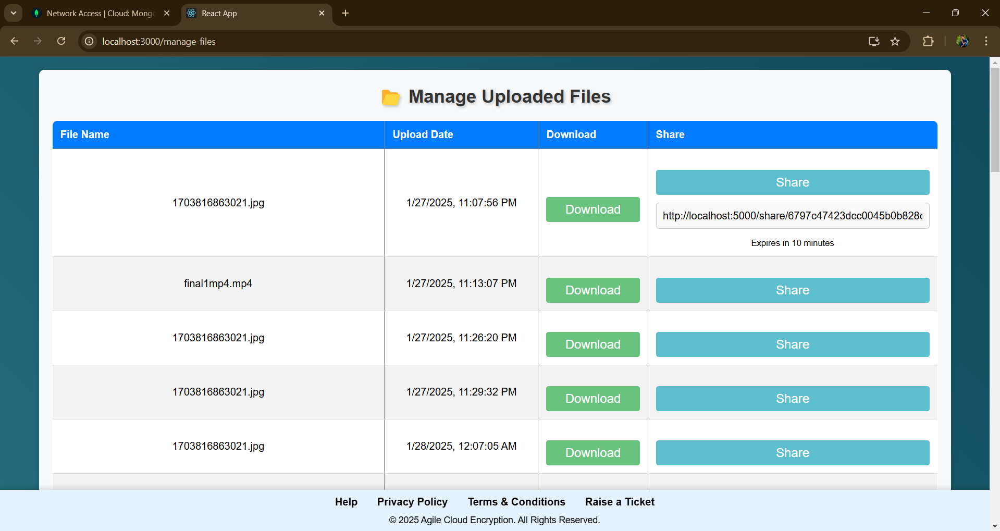 Network Access | Cloud: Mong
React App
localhost:3000/manage-files
Manage Uploaded Files
File Name Upload Date Download Share
1703816863021.jpg 1/27/2025, 11:07:56 PM Download Share
http://localhost:5000/share/6797c47423dcc0045b0b828c
Expires in 10 minutes
final1mp4.mp4 1/27/2025, 11:13:07 PM Download Share
1703816863021.jpg 1/27/2025, 11:26:20 PM Download Share
1703816863021.jpg 1/27/2025, 11:29:32 PM Download Share
1703816863021.jpg 1/28/2025, 12:07:05 AM Download Share
Help Privacy Policy Terms & Conditions Raise a Ticket
© 2025 Agile Cloud Encryption. All Rights Reserved.